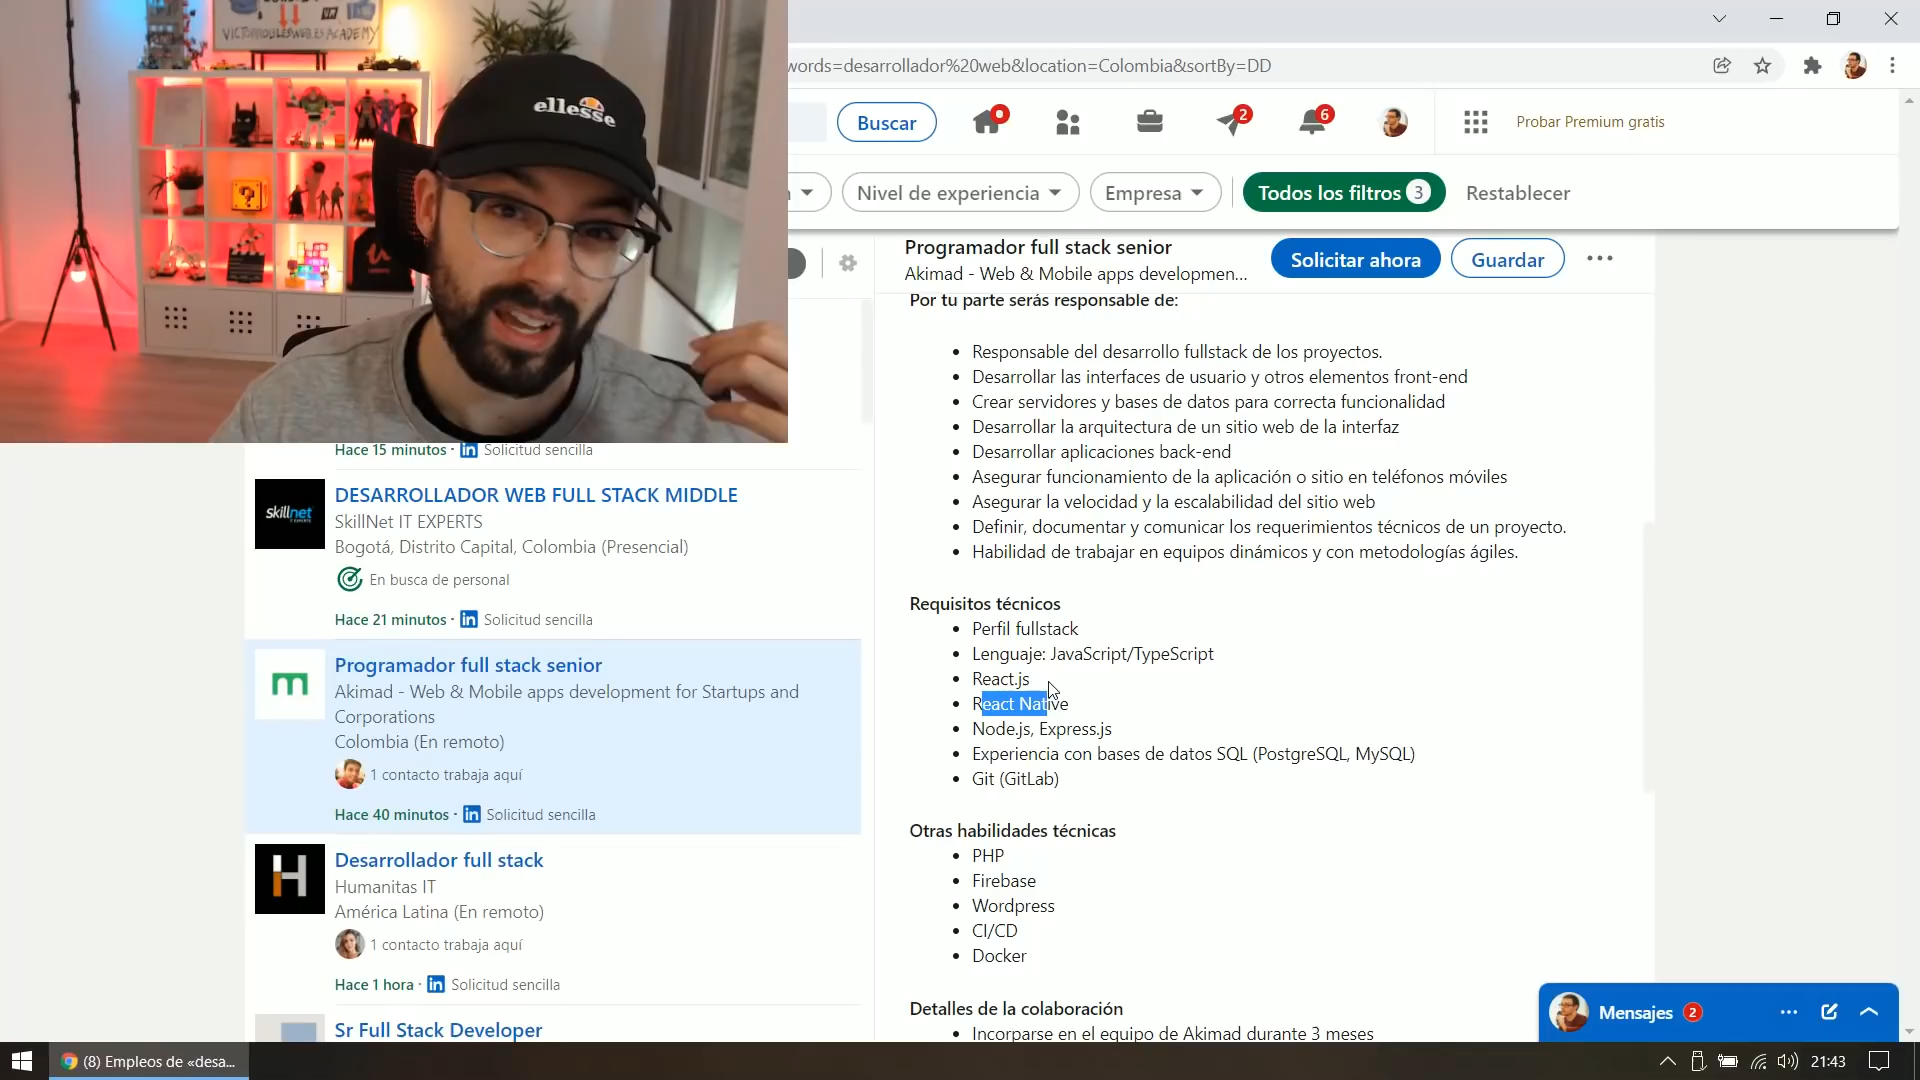 VICTORROBLESWEB.ES ACADEMY
ellesse
words=desarrollador%20web&location=Colombia&sortBy=DD
Buscar
2
6
Probar Premium gratis
Nivel de experiencia
Empresa
Todos los filtros 3
Restablecer
Hace 15 minutos · in Solicitud sencilla
skillnet
DESARROLLADOR WEB FULL STACK MIDDLE
SkillNet IT EXPERTS
Bogotá, Distrito Capital, Colombia (Presencial)
En busca de personal
Hace 21 minutos · in Solicitud sencilla
m
Programador full stack senior
Akimad - Web & Mobile apps development for Startups and
Corporations
Colombia (En remoto)
1 contacto trabaja aquí
Hace 40 minutos · in Solicitud sencilla
H
Desarrollador full stack
Humanitas IT
América Latina (En remoto)
1 contacto trabaja aquí
Hace 1 hora · in Solicitud sencilla
Sr Full Stack Developer
Programador full stack senior
Akimad - Web & Mobile apps developmen...
Solicitar ahora
Guardar
Por tu parte serás responsable de:
• Responsable del desarrollo fullstack de los proyectos.
• Desarrollar las interfaces de usuario y otros elementos front-end
• Crear servidores y bases de datos para correcta funcionalidad
• Desarrollar la arquitectura de un sitio web de la interfaz
• Desarrollar aplicaciones back-end
• Asegurar funcionamiento de la aplicación o sitio en teléfonos móviles
• Asegurar la velocidad y la escalabilidad del sitio web
• Definir, documentar y comunicar los requerimientos técnicos de un proyecto.
• Habilidad de trabajar en equipos dinámicos y con metodologías ágiles.
Requisitos técnicos
• Perfil fullstack
• Lenguaje: JavaScript/TypeScript
• React.js
• React Native
• Node.js, Express.js
• Experiencia con bases de datos SQL (PostgreSQL, MySQL)
• Git (GitLab)
Otras habilidades técnicas
• PHP
• Firebase
• Wordpress
• CI/CD
• Docker
Detalles de la colaboración
• Incorparse en el equipo de Akimad durante 3 meses
Mensajes 2
(8) Empleos de «desa...
21:43